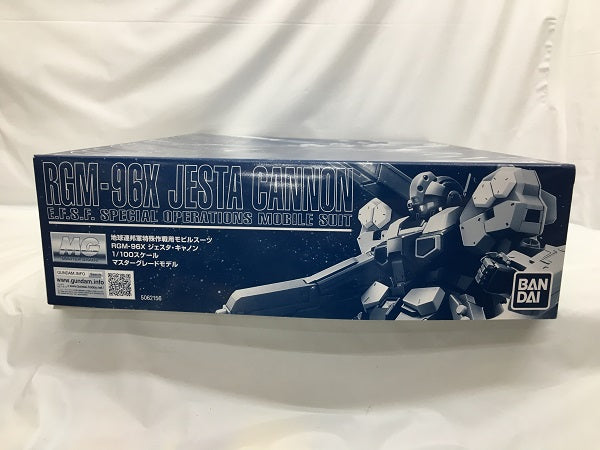 RGM-96X JESTA CANNON
E.F.S.F. SPECIAL OPERATIONS MOBILE SUIT
MG
地球連邦軍特殊作戦用モビルスーツ
RGM-96X ジェスタ・キャノン
1/100スケール
マスターグレードモデル
GUNDAM.INFO
www.gundam.info
5062156
BAN
DAI